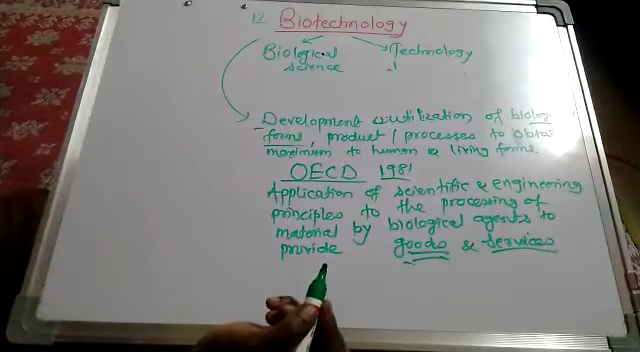 12 Biotechnology
Biological Technology
science
Development & utilization of biolog
forms, product / processes to obtai
maximum to human & living forms.
OECD 1981
Application of scientific & engineering
principles to the processing of
material by biological agents to
provide goods & services